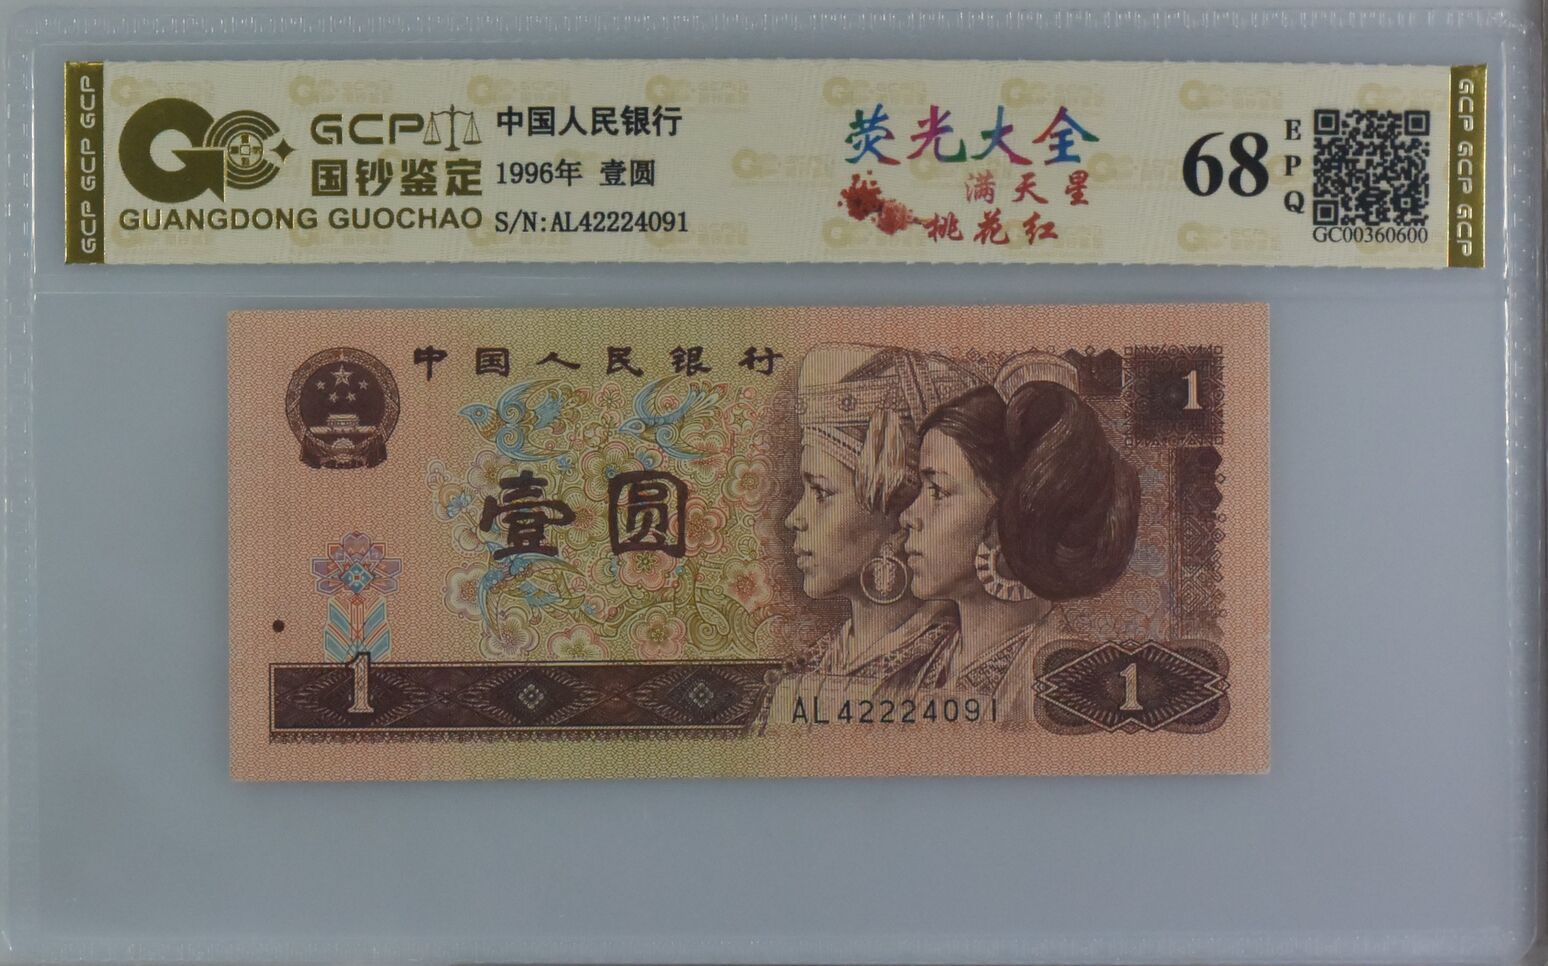 GCP GCP GCP
GCP
国钞鉴定
GUANGDONG GUOCHAO
中国人民银行
1996年 壹圆
S/N:AL42224091
荧光大全
满天星
桃花红
68
EPQ
GC00360600
GCP GCP GCP
中国人民银行
1
壹圆
1
AL42224091
1